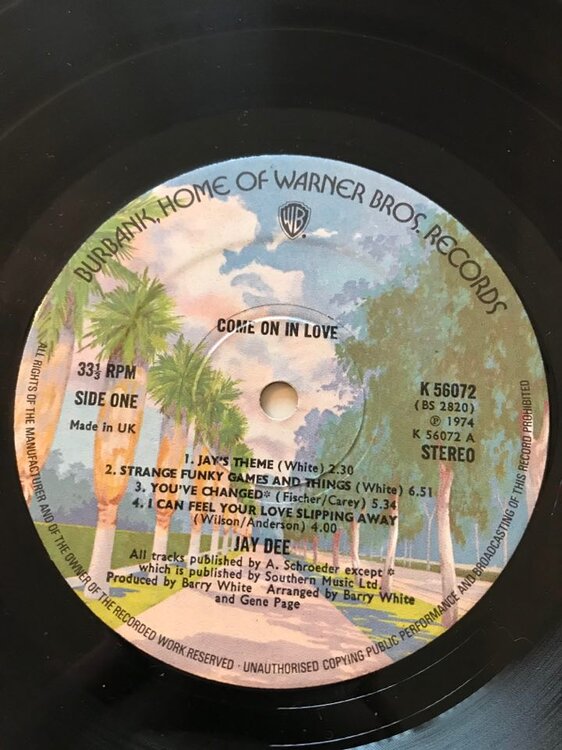 BURBANK, HOME OF WARNER BROS. RECORDS
WB
COME ON IN LOVE
33⅓ RPM
SIDE ONE
Made in UK
K 56072
(BS 2820)
℗ 1974
K 56072 A
STEREO
1. JAY'S THEME (White) 2.30
2. STRANGE FUNKY GAMES AND THINGS (White) 6.51
3. YOU'VE CHANGED* (Fischer/Carey) 5.34
4. I CAN FEEL YOUR LOVE SLIPPING AWAY
(Wilson/Anderson) 4.00
JAY DEE
All tracks published by A. Schroeder except *
which is published by Southern Music Ltd.
Produced by Barry White Arranged by Barry White
and Gene Page
ALL RIGHTS OF THE MANUFACTURER AND OF THE OWNER OF THE RECORDED WORK RESERVED · UNAUTHORISED COPYING PUBLIC PERFORMANCE AND BROADCASTING OF THIS RECORD PROHIBITED